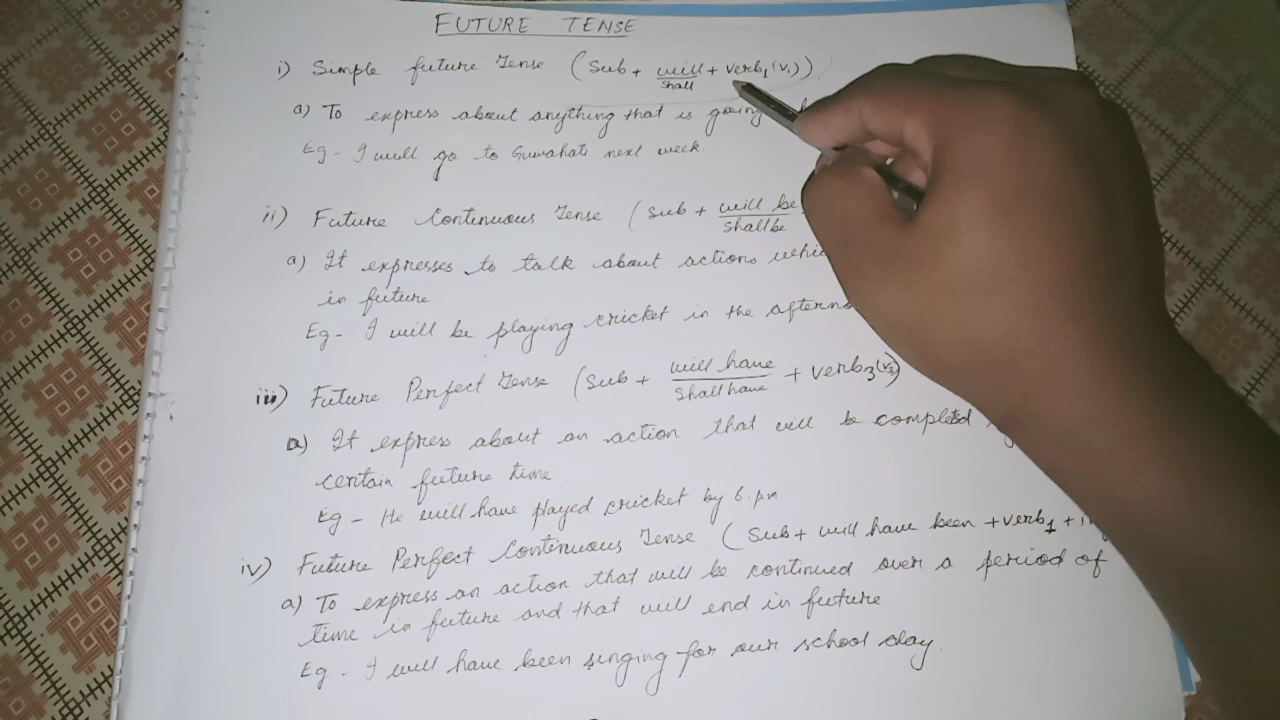 FUTURE TENSE
i) Simple future Tense (Sub + will/shall + verb1 (V1))
a) To express about anything that is going
Eg - I will go to Guwahati next week.
ii) Future Continuous Tense (Sub + will be/shall be
a) It expresses to talk about actions
in future
Eg - I will be playing cricket in the
iii) Future Perfect Tense (Sub + will have/shall have + verb3 (V3)
a) It express about an action that will be completed
certain future time
Eg - He will have played cricket by 6. pm
iv) Future Perfect Continuous Tense (Sub + will have been + verb1 +
a) To express an action that will be continued over a period of
time in future and that will end in future
Eg - I will have been singing for our school day.